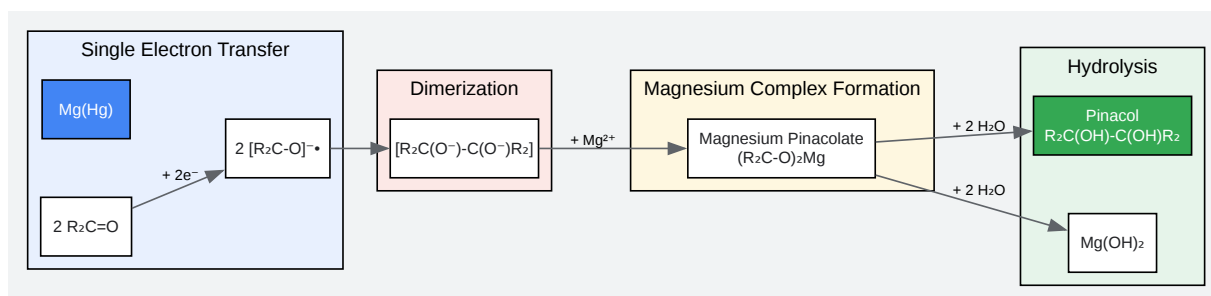 Single Electron Transfer
Mg(Hg)
2 R₂C=O
+ 2e⁻
2 [R₂C-O]⁻•
Dimerization
[R₂C(O⁻)-C(O⁻)R₂]
+ Mg²⁺
Magnesium Complex Formation
Magnesium Pinacolate
(R₂C-O)₂Mg
+ 2 H₂O
+ 2 H₂O
Hydrolysis
Pinacol
R₂C(OH)-C(OH)R₂
Mg(OH)₂